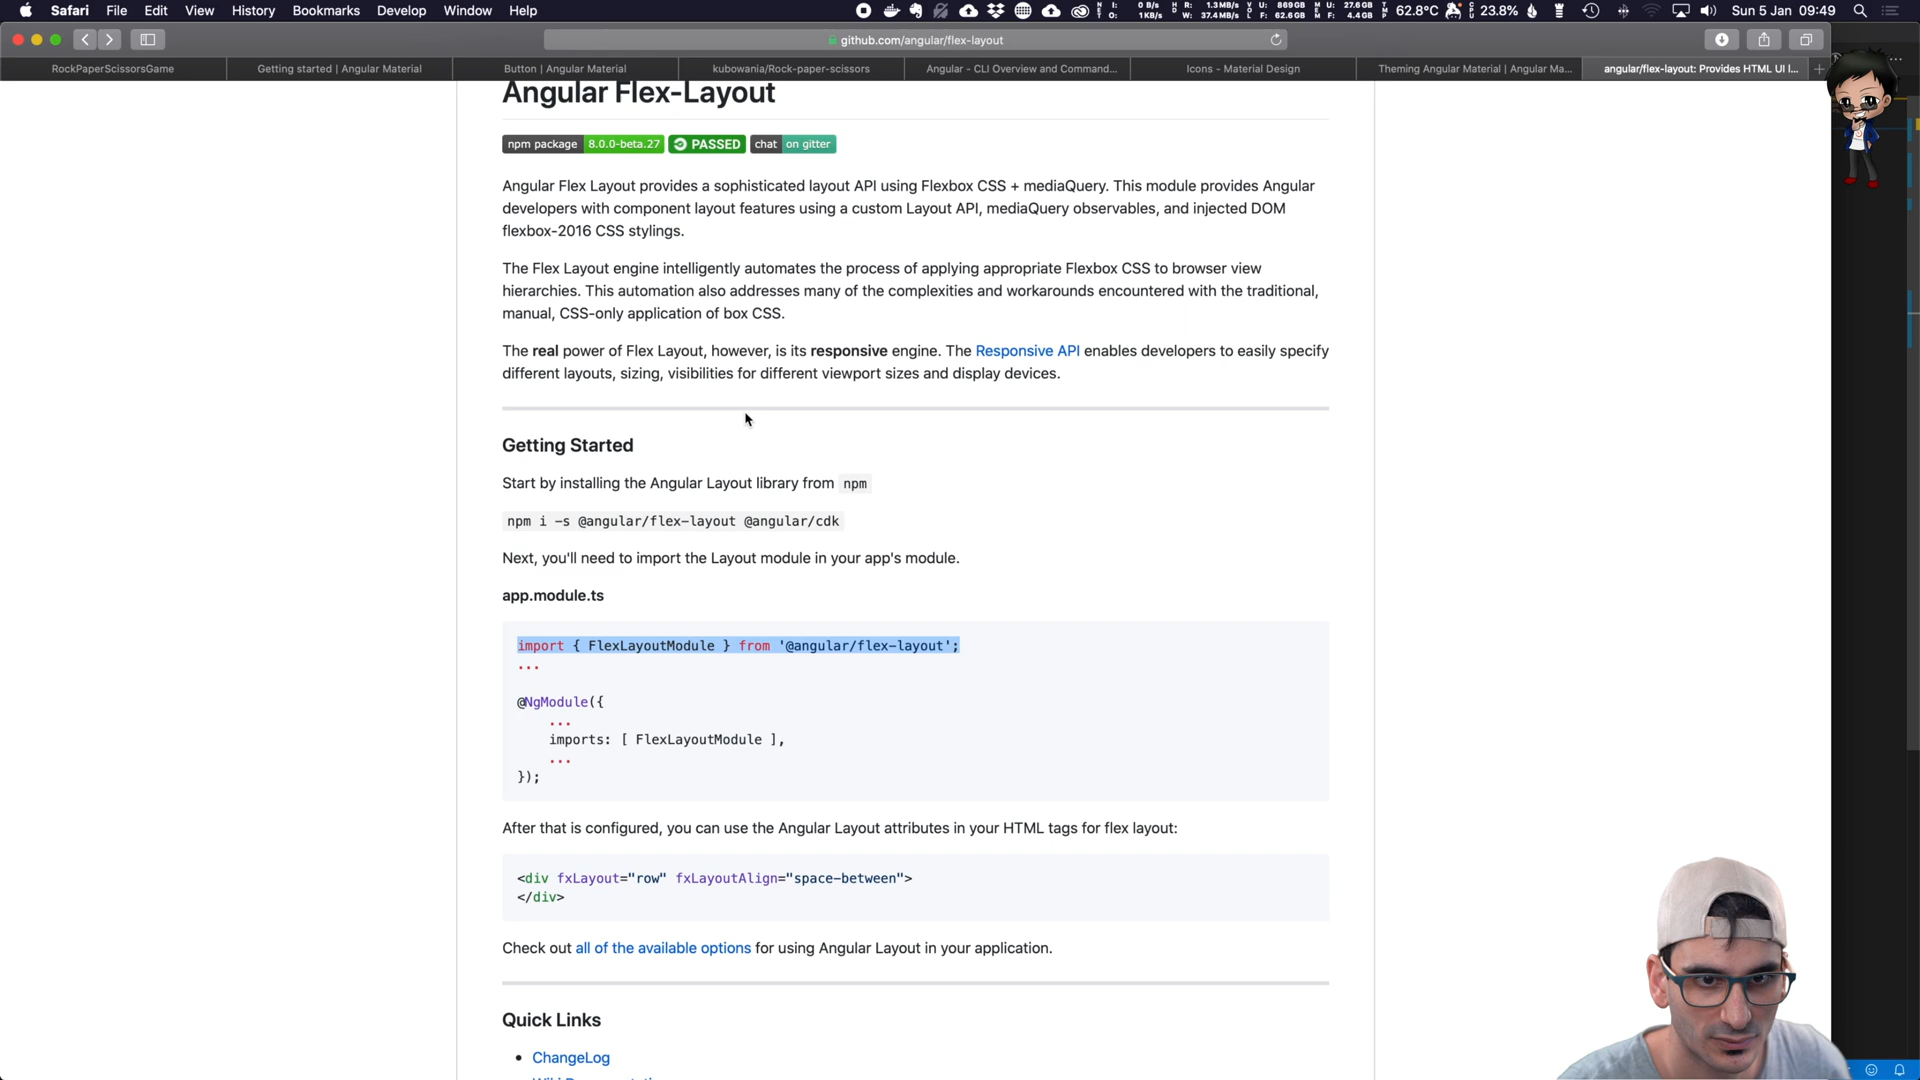 Safari File Edit View History Bookmarks Develop Window Help
0 B/s 1KB/s R: 1.3MB/s W: 37.4MB/s U: 869GB F: 62.6GB U: 27.6GB F: 4.4GB 62.8°C 23.8% Sun 5 Jan 09:49
github.com/angular/flex-layout
RockPaperScissorsGame Getting started | Angular Material Button | Angular Material kubowania/Rock-paper-scissors Angular - CLI Overview and Command... Icons - Material Design Theming Angular Material | Angular Ma... angular/flex-layout: Provides HTML UI l...
Angular Flex-Layout
npm package 8.0.0-beta.27 PASSED chat on gitter
Angular Flex Layout provides a sophisticated layout API using Flexbox CSS + mediaQuery. This module provides Angular
developers with component layout features using a custom Layout API, mediaQuery observables, and injected DOM
flexbox-2016 CSS stylings.
The Flex Layout engine intelligently automates the process of applying appropriate Flexbox CSS to browser view
hierarchies. This automation also addresses many of the complexities and workarounds encountered with the traditional,
manual, CSS-only application of box CSS.
The real power of Flex Layout, however, is its responsive engine. The Responsive API enables developers to easily specify
different layouts, sizing, visibilities for different viewport sizes and display devices.
Getting Started
Start by installing the Angular Layout library from npm
npm i -s @angular/flex-layout @angular/cdk
Next, you'll need to import the Layout module in your app's module.
app.module.ts
import { FlexLayoutModule } from '@angular/flex-layout';
...
@NgModule({
...
imports: [ FlexLayoutModule ],
...
});
After that is configured, you can use the Angular Layout attributes in your HTML tags for flex layout:
<div fxLayout="row" fxLayoutAlign="space-between">
</div>
Check out all of the available options for using Angular Layout in your application.
Quick Links
• ChangeLog